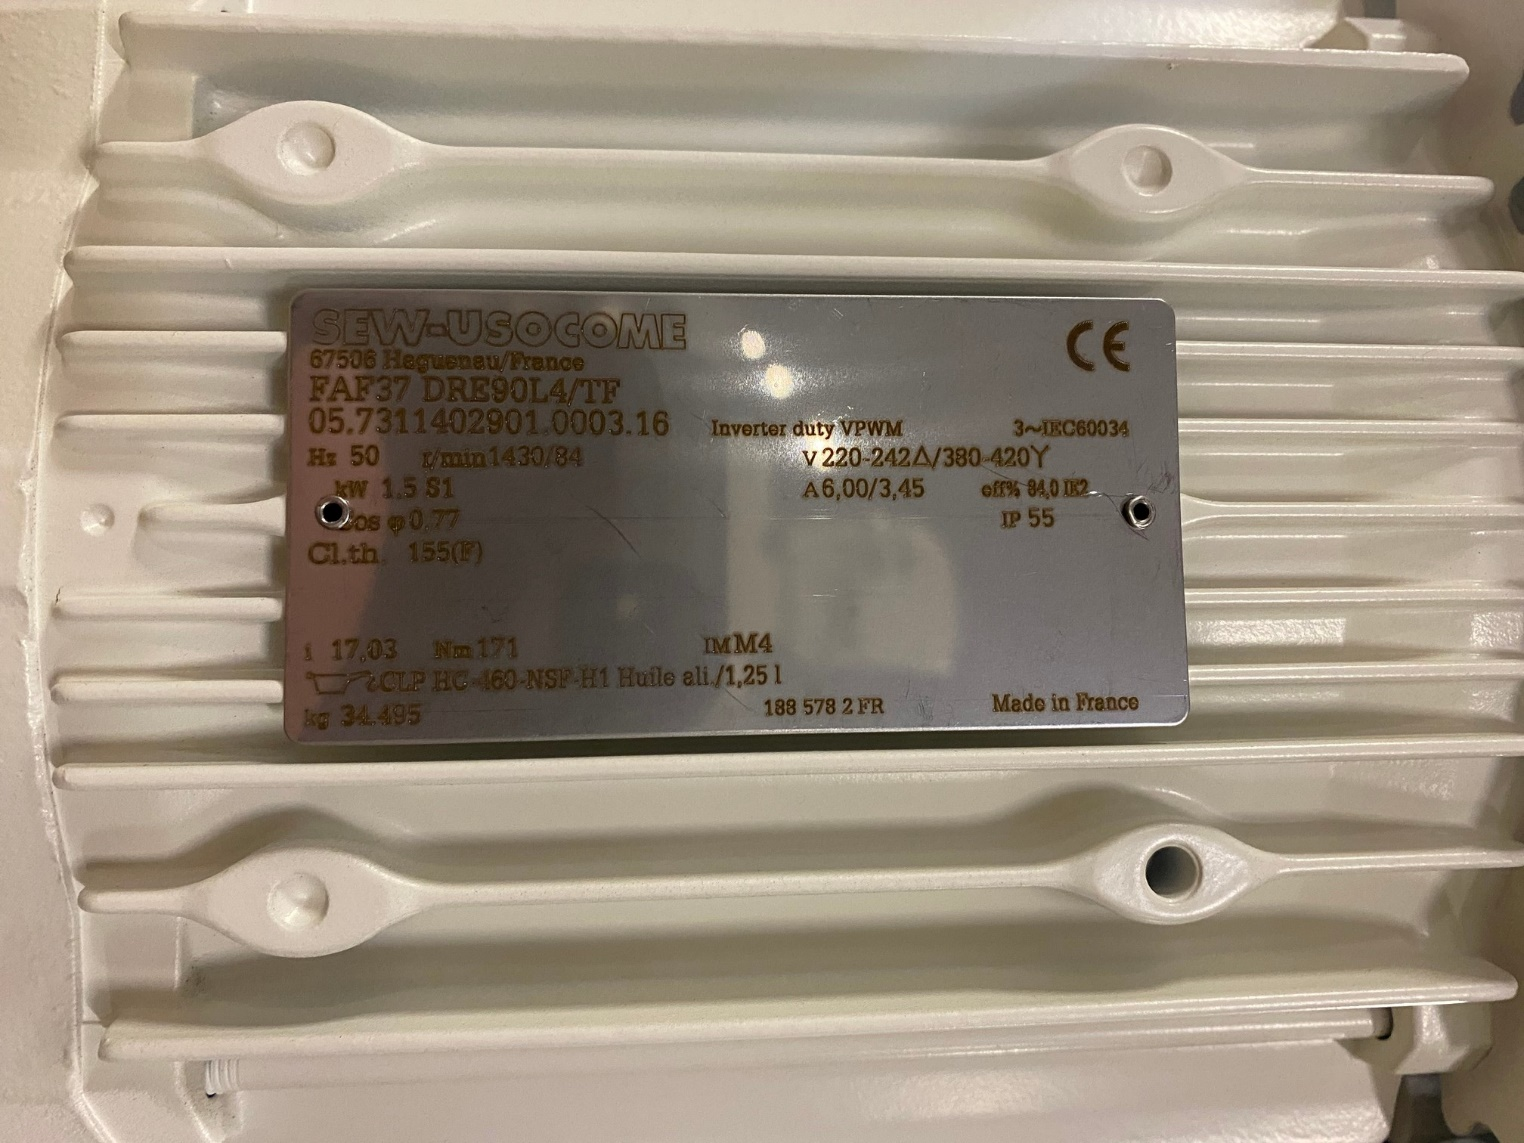 SEW-USOCOME
67506 Haguenau/France
FAF37 DRE90L4/TF
05.7311402901.0003.16 Inverter duty VPWM 3~IEC60034
Hz 50 r/min 1430/84 V 220-242Δ/380-420Y
kW 1,5 S1 A 6,00/3,45 eff% 84,0 IE2
Cos φ 0,77 IP 55
Cl.th. 155(F)
i 17,03 Nm 171 IM M4
CLP HC-460-NSF-H1 Huile ali./1,25 l
kg 34.495 188 578 2 FR Made in France
CE